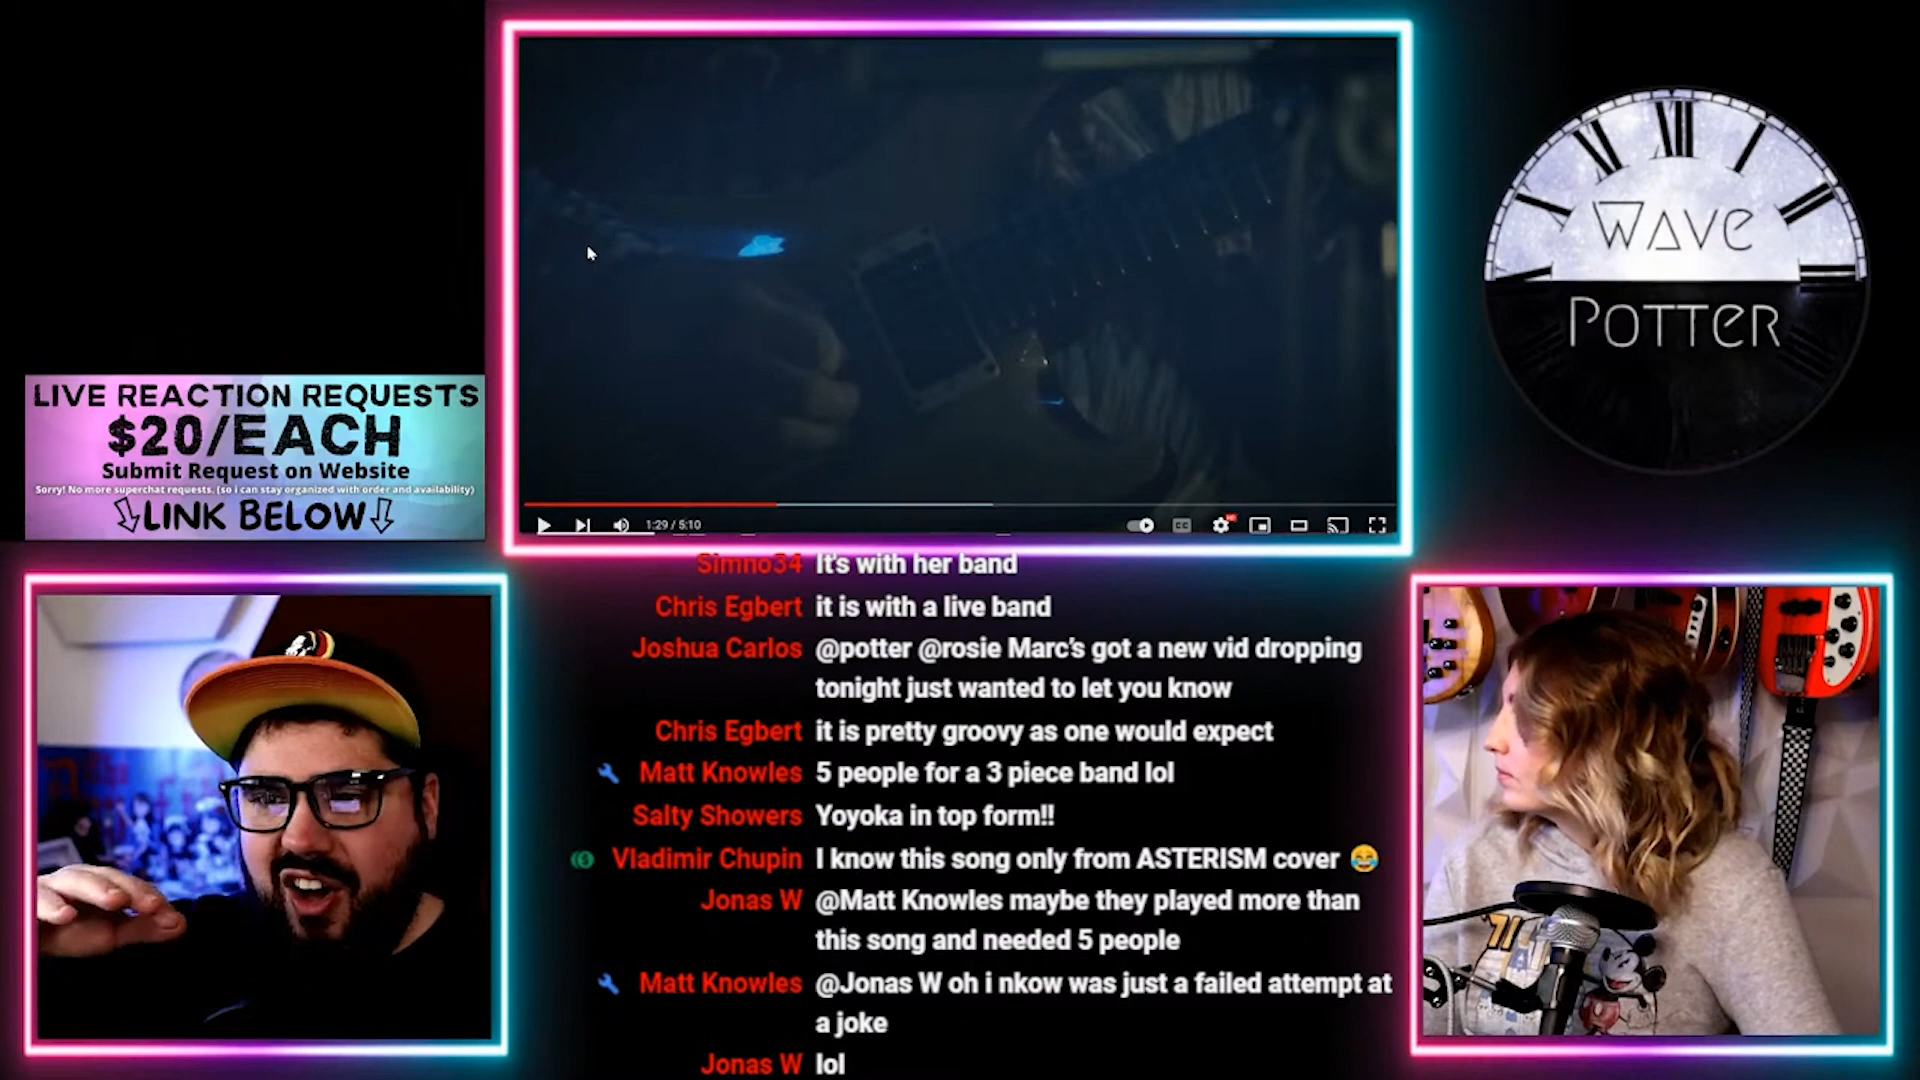 LIVE REACTION REQUESTS
$20/EACH
Submit Request on Website
Sorry! No more superchat requests. (so i can stay organized with order and availability)
LINK BELOW
1:29 / 5:10
CC
HD
WAVE
POTTER
Simno34 It's with her band
Chris Egbert it is with a live band
Joshua Carlos @potter @rosie Marc's got a new vid dropping
tonight just wanted to let you know
Chris Egbert it is pretty groovy as one would expect
Matt Knowles 5 people for a 3 piece band lol
Salty Showers Yoyoka in top form!!
Vladimir Chupin I know this song only from ASTERISM cover 😂
Jonas W @Matt Knowles maybe they played more than
this song and needed 5 people
Matt Knowles @Jonas W oh i nkow was just a failed attempt at
a joke
Jonas W lol